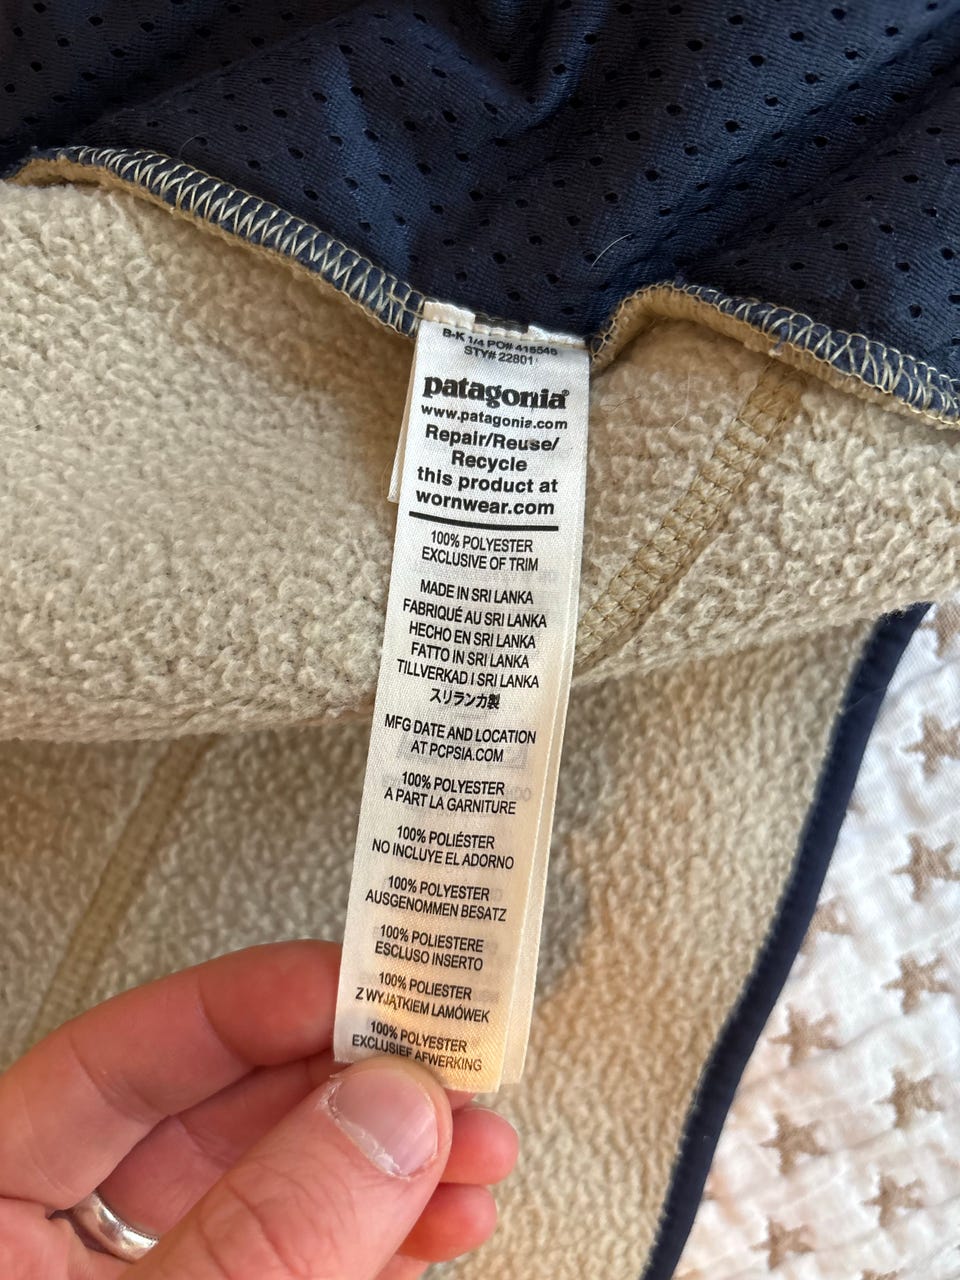 B-K 1/4 PO# 416546
STY# 22801
patagonia®
www.patagonia.com
Repair/Reuse/
Recycle
this product at
wornwear.com
100% POLYESTER
EXCLUSIVE OF TRIM
MADE IN SRI LANKA
FABRIQUÉ AU SRI LANKA
HECHO EN SRI LANKA
FATTO IN SRI LANKA
TILLVERKAD I SRI LANKA
スリランカ製
MFG DATE AND LOCATION
AT PCPSIA.COM
100% POLYESTER
A PART LA GARNITURE
100% POLIÉSTER
NO INCLUYE EL ADORNO
100% POLYESTER
AUSGENOMMEN BESATZ
100% POLIESTERE
ESCLUSO INSERTO
100% POLIESTER
Z WYJĄTKIEM LAMÓWEK
100% POLYESTER
EXCLUSIEF AFWERKING